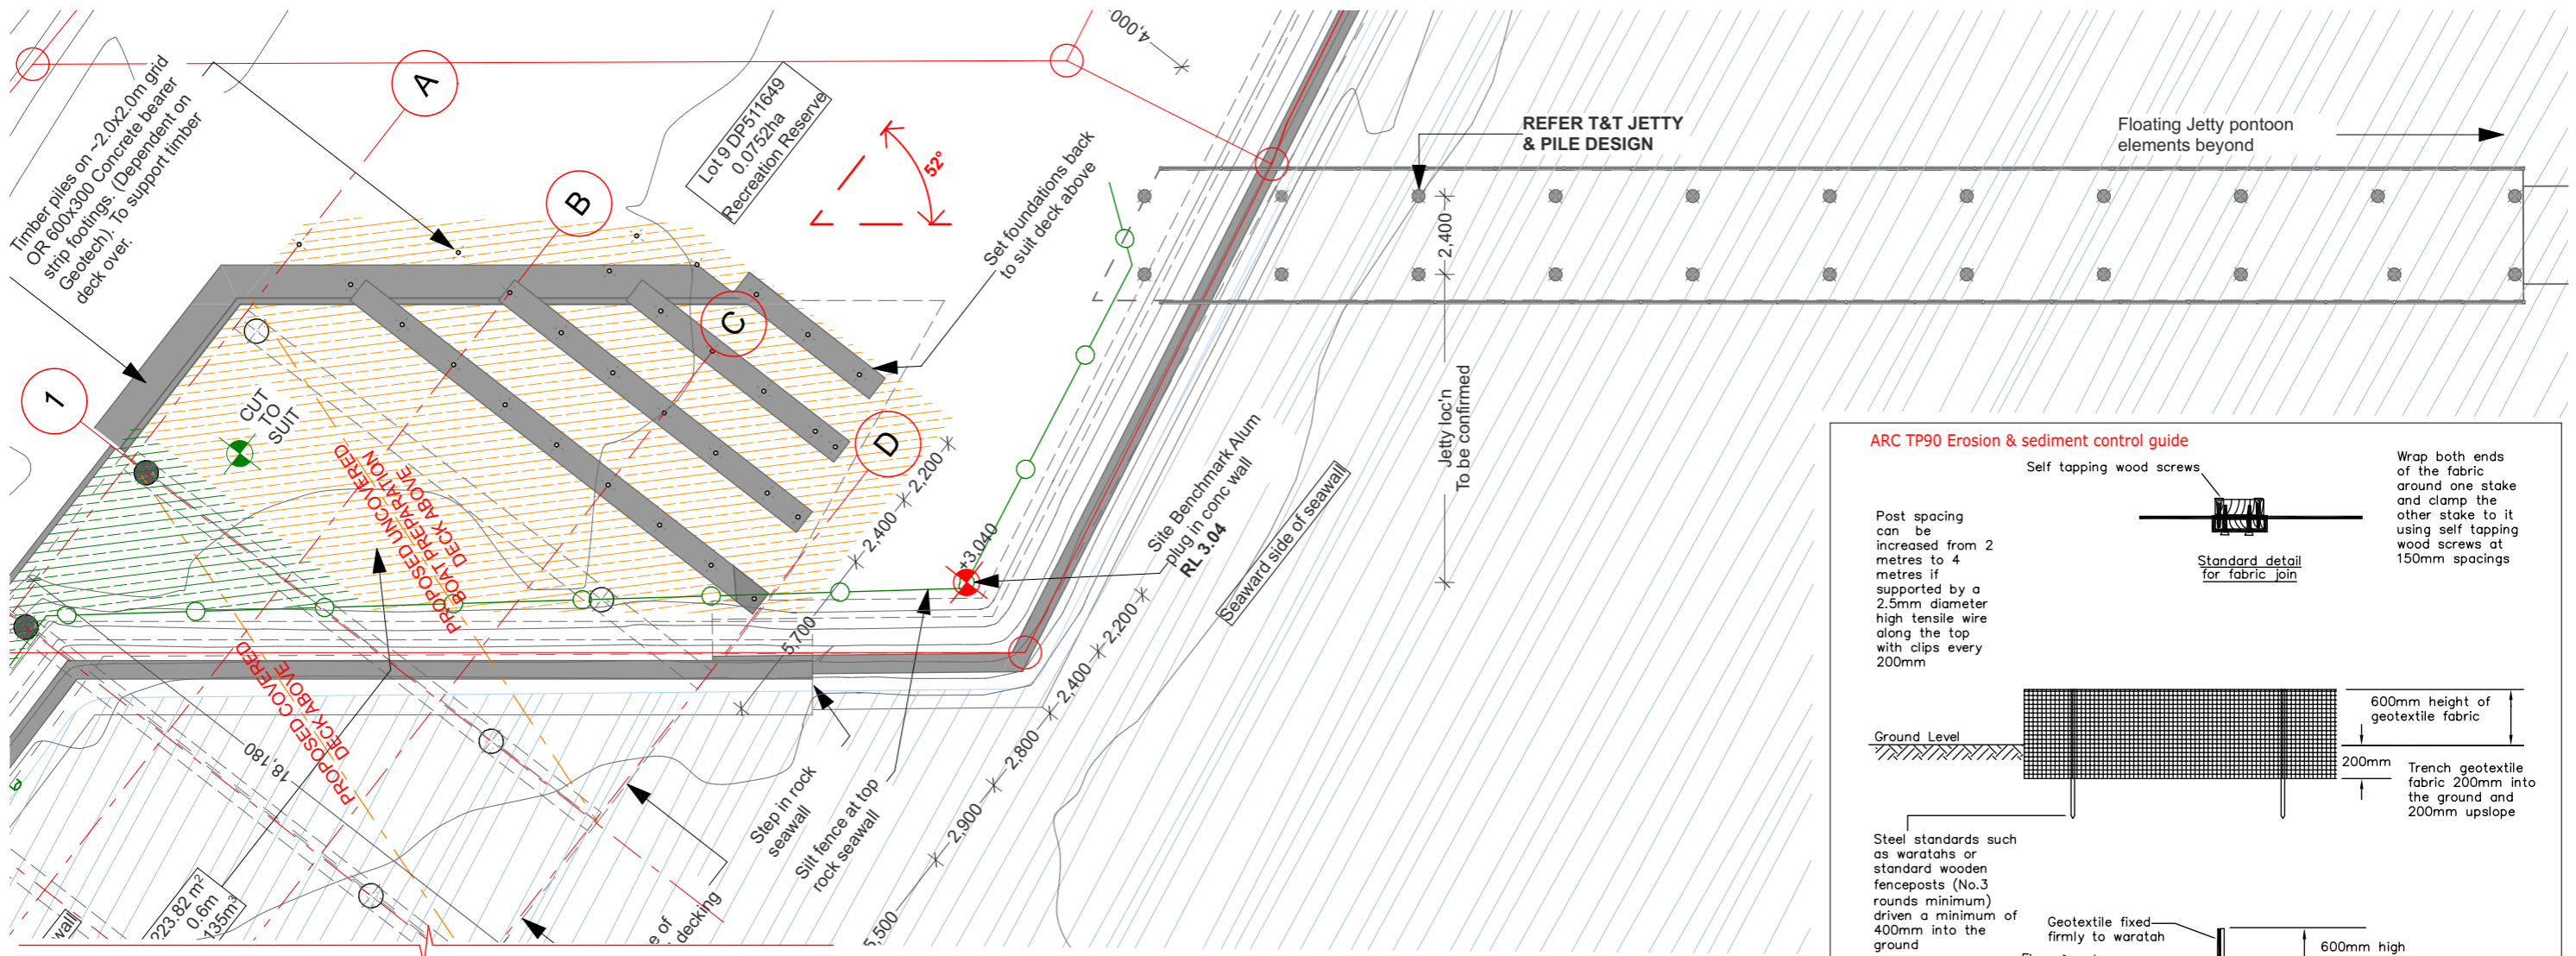 Timber piles on ~2.0x2.0m grid
OR 600x300 Concrete bearer
strip footings. (Dependent on
Geotech). To support timber
deck over.
A
B
C
D
1
Lot 9 DP511649
0.0752ha
Recreation Reserve
52°
4,000
Set foundations back
to suit deck above
REFER T&T JETTY
& PILE DESIGN
Floating Jetty pontoon
elements beyond
2,400
Jetty loc'n
To be confirmed
CUT
TO
SUIT
PROPOSED UNCOVERED
BOAT PREPARATION
DECK ABOVE
PROPOSED COVERED
DECK ABOVE
2,200
2,400
5,700
+3.040
Site Benchmark Alum
plug in conc wall
RL 3.04
Seaward side of seawall
2,200
2,400
2,800
2,900
5,500
18,180
Step in rock
seawall
Silt fence at top
rock seawall
223.82 m²
0.6m
135m³
wall
e of
decking
ARC TP90 Erosion & sediment control guide
Self tapping wood screws
Standard detail
for fabric join
Wrap both ends
of the fabric
around one stake
and clamp the
other stake to it
using self tapping
wood screws at
150mm spacings
Post spacing
can be
increased from 2
metres to 4
metres if
supported by a
2.5mm diameter
high tensile wire
along the top
with clips every
200mm
Ground Level
600mm height of
geotextile fabric
200mm
Trench geotextile
fabric 200mm into
the ground and
200mm upslope
Steel standards such
as waratahs or
standard wooden
fenceposts (No.3
rounds minimum)
driven a minimum of
400mm into the
ground
Geotextile fixed
firmly to waratah
600mm high